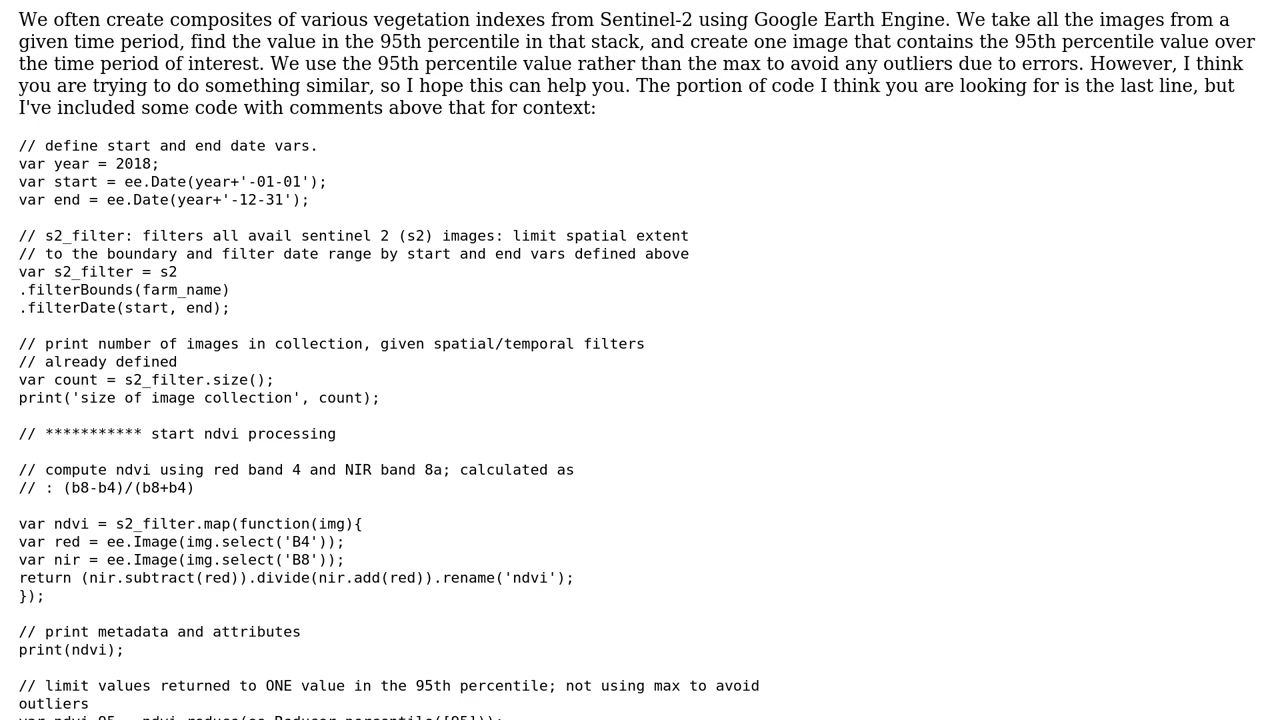 We often create composites of various vegetation indexes from Sentinel-2 using Google Earth Engine. We take all the images from a
given time period, find the value in the 95th percentile in that stack, and create one image that contains the 95th percentile value over
the time period of interest. We use the 95th percentile value rather than the max to avoid any outliers due to errors. However, I think
you are trying to do something similar, so I hope this can help you. The portion of code I think you are looking for is the last line, but
I've included some code with comments above that for context:
// define start and end date vars.
var year = 2018;
var start = ee.Date(year+'-01-01');
var end = ee.Date(year+'-12-31');
// s2_filter: filters all avail sentinel 2 (s2) images: limit spatial extent
// to the boundary and filter date range by start and end vars defined above
var s2_filter = s2
.filterBounds(farm_name)
.filterDate(start, end);
// print number of images in collection, given spatial/temporal filters
// already defined
var count = s2_filter.size();
print('size of image collection', count);
// *********** start ndvi processing
// compute ndvi using red band 4 and NIR band 8a; calculated as
// : (b8-b4)/(b8+b4)
var ndvi = s2_filter.map(function(img){
var red = ee.Image(img.select('B4'));
var nir = ee.Image(img.select('B8'));
return (nir.subtract(red)).divide(nir.add(red)).rename('ndvi');
});
// print metadata and attributes
print(ndvi);
// limit values returned to ONE value in the 95th percentile; not using max to avoid
outliers
var ndvi_95 = ndvi.reduce(ee.Reducer.percentile([95]));